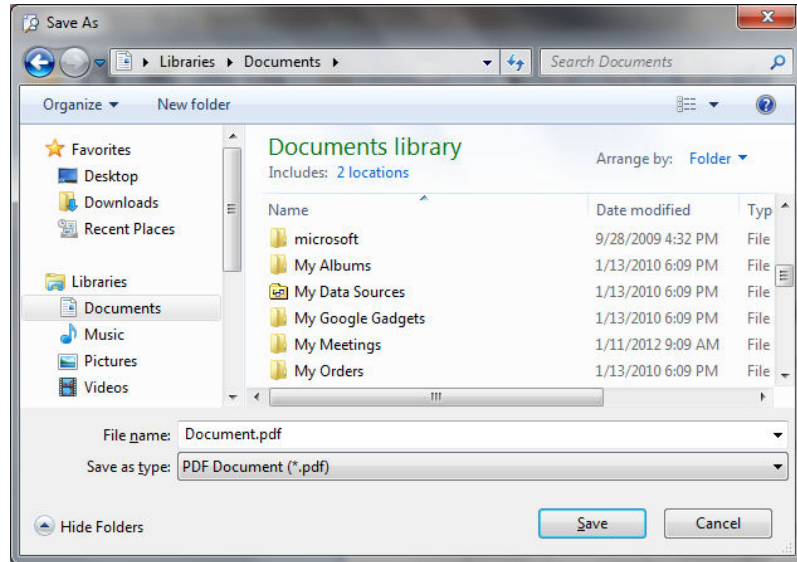 Save As
Libraries Documents Search Documents
Organize New folder
Favorites
Desktop
Downloads
Recent Places
Libraries
Documents
Music
Pictures
Videos
Documents library
Includes: 2 locations
Arrange by: Folder
Name Date modified Typ
microsoft 9/28/2009 4:32 PM File
My Albums 1/13/2010 6:09 PM File
My Data Sources 1/13/2010 6:09 PM File
My Google Gadgets 1/13/2010 6:09 PM File
My Meetings 1/11/2012 9:09 AM File
My Orders 1/13/2010 6:09 PM File
File name: Document.pdf
Save as type: PDF Document (*.pdf)
Hide Folders Save Cancel